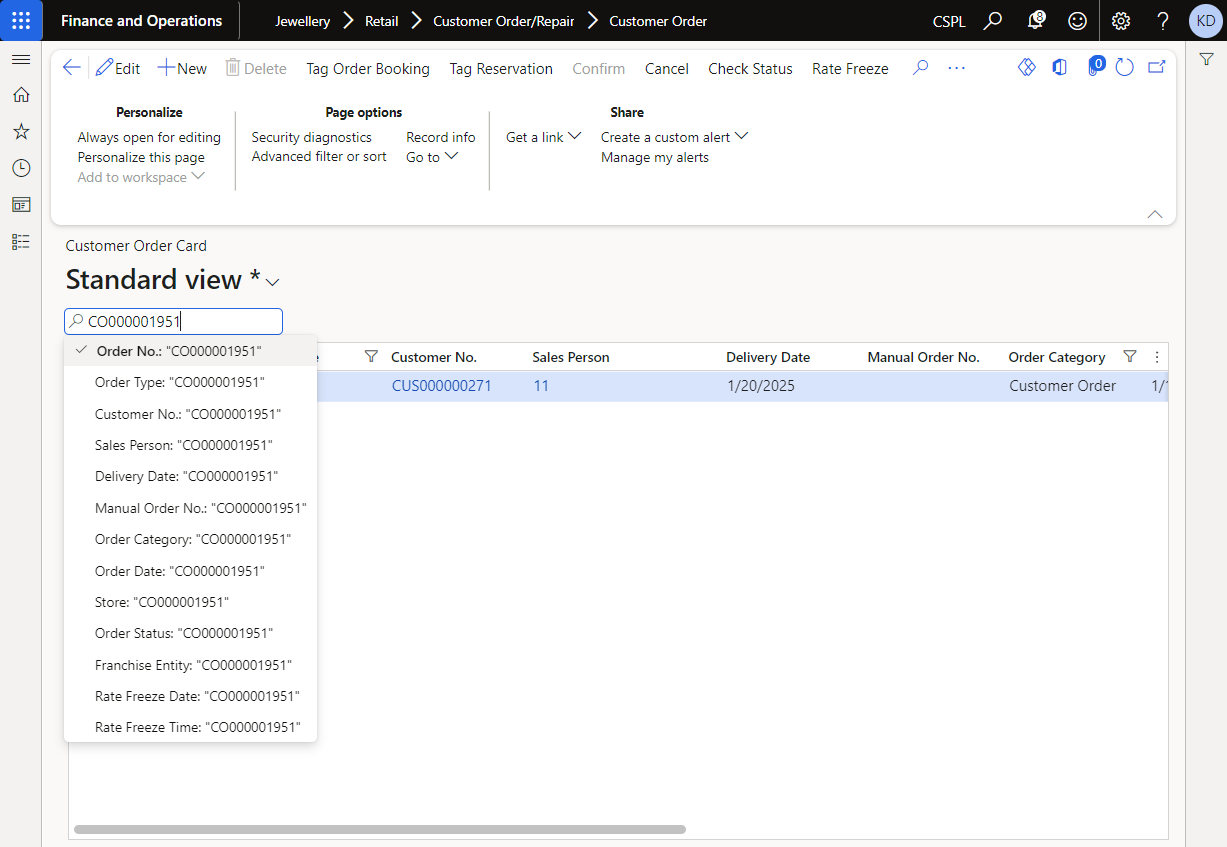 Finance and Operations
Jewellery > Retail > Customer Order/Repair > Customer Order
CSPL
8
KD
Edit
New
Delete
Tag Order Booking
Tag Reservation
Confirm
Cancel
Check Status
Rate Freeze
0
Personalize
Always open for editing
Personalize this page
Add to workspace
Page options
Security diagnostics
Advanced filter or sort
Record info
Go to
Share
Get a link
Create a custom alert
Manage my alerts
Customer Order Card
Standard view *
CO000001951
Order No.: "CO000001951"
Order Type: "CO000001951"
Customer No.: "CO000001951"
Sales Person: "CO000001951"
Delivery Date: "CO000001951"
Manual Order No.: "CO000001951"
Order Category: "CO000001951"
Order Date: "CO000001951"
Store: "CO000001951"
Order Status: "CO000001951"
Franchise Entity: "CO000001951"
Rate Freeze Date: "CO000001951"
Rate Freeze Time: "CO000001951"
Customer No. Sales Person Delivery Date Manual Order No. Order Category
CUS000000271 11 1/20/2025 Customer Order